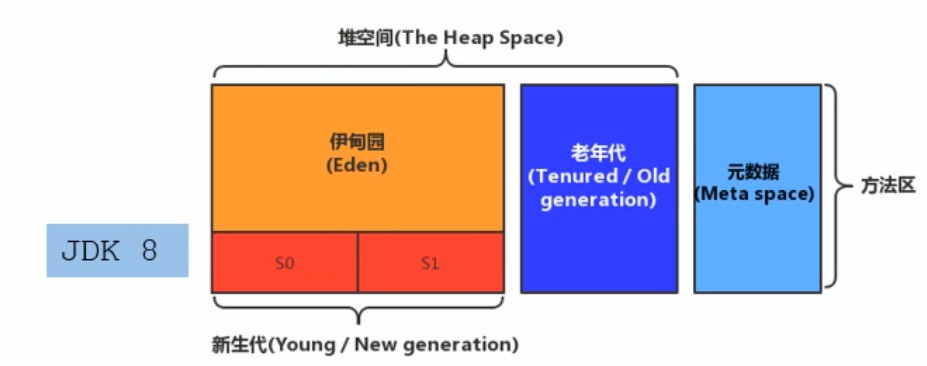 堆空间(The Heap Space)
伊甸园
(Eden)
老年代
(Tenured / Old
generation)
元数据
(Meta space)
方法区
JDK 8
S0
S1
新生代(Young / New generation)